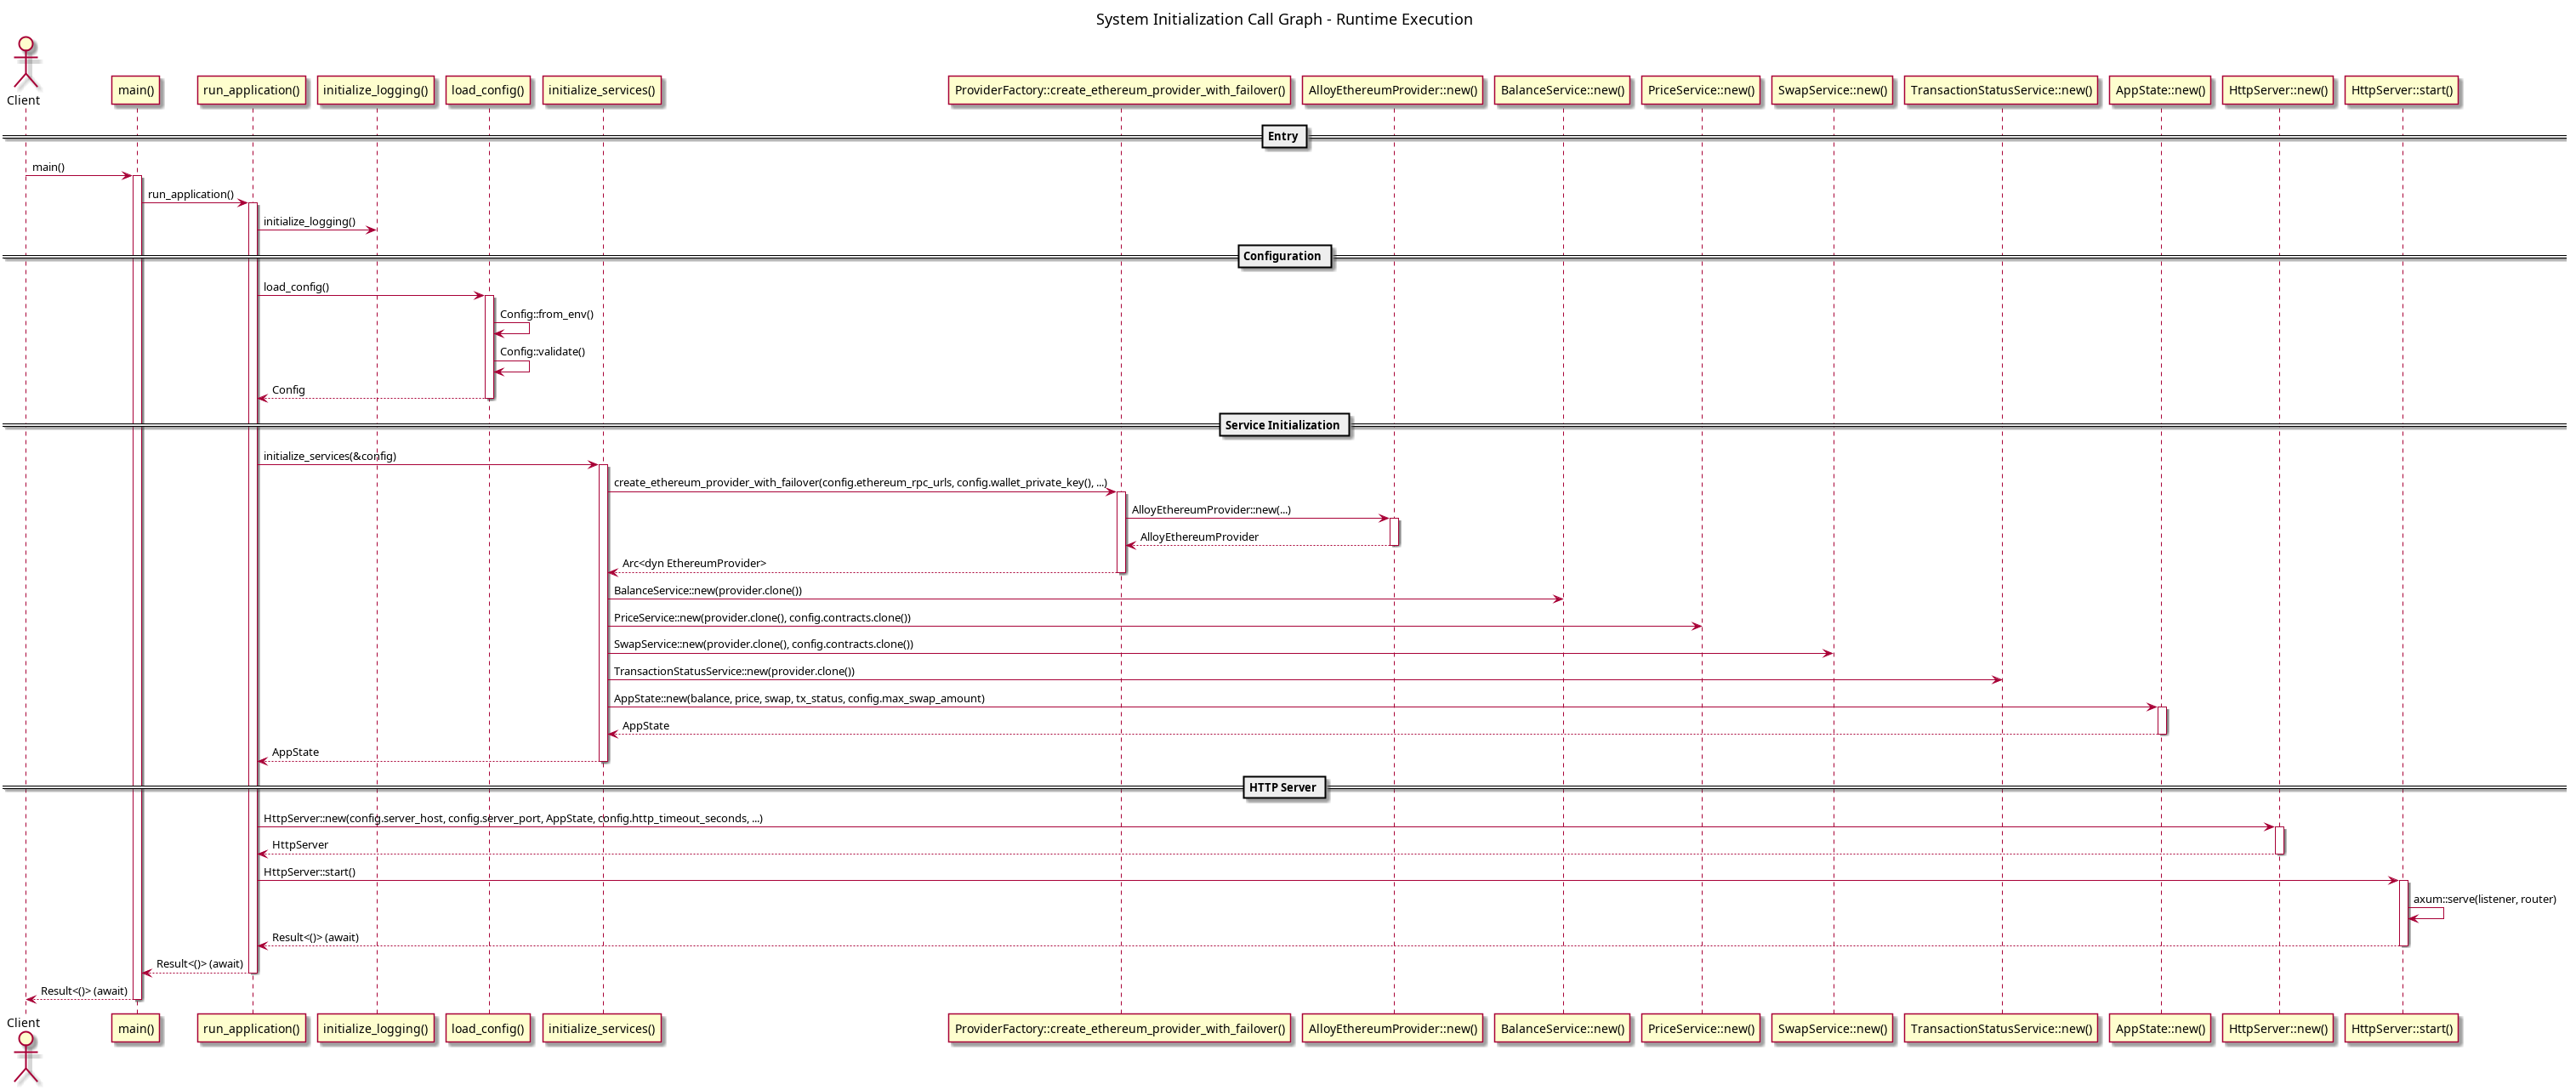 System Initialization Call Graph - Runtime Execution
Client
main()
run_application()
initialize_logging()
load_config()
initialize_services()
ProviderFactory::create_ethereum_provider_with_failover()
AlloyEthereumProvider::new()
BalanceService::new()
PriceService::new()
SwapService::new()
TransactionStatusService::new()
AppState::new()
HttpServer::new()
HttpServer::start()
Entry
main()
run_application()
initialize_logging()
Configuration
load_config()
Config::from_env()
Config::validate()
Config
Service Initialization
initialize_services(&config)
create_ethereum_provider_with_failover(config.ethereum_rpc_urls, config.wallet_private_key(), ...)
AlloyEthereumProvider::new(...)
AlloyEthereumProvider
Arc<dyn EthereumProvider>
BalanceService::new(provider.clone())
PriceService::new(provider.clone(), config.contracts.clone())
SwapService::new(provider.clone(), config.contracts.clone())
TransactionStatusService::new(provider.clone())
AppState::new(balance, price, swap, tx_status, config.max_swap_amount)
AppState
AppState
HTTP Server
HttpServer::new(config.server_host, config.server_port, AppState, config.http_timeout_seconds, ...)
HttpServer
HttpServer::start()
axum::serve(listener, router)
Result<()> (await)
Result<()> (await)
Result<()> (await)
Client
main()
run_application()
initialize_logging()
load_config()
initialize_services()
ProviderFactory::create_ethereum_provider_with_failover()
AlloyEthereumProvider::new()
BalanceService::new()
PriceService::new()
SwapService::new()
TransactionStatusService::new()
AppState::new()
HttpServer::new()
HttpServer::start()